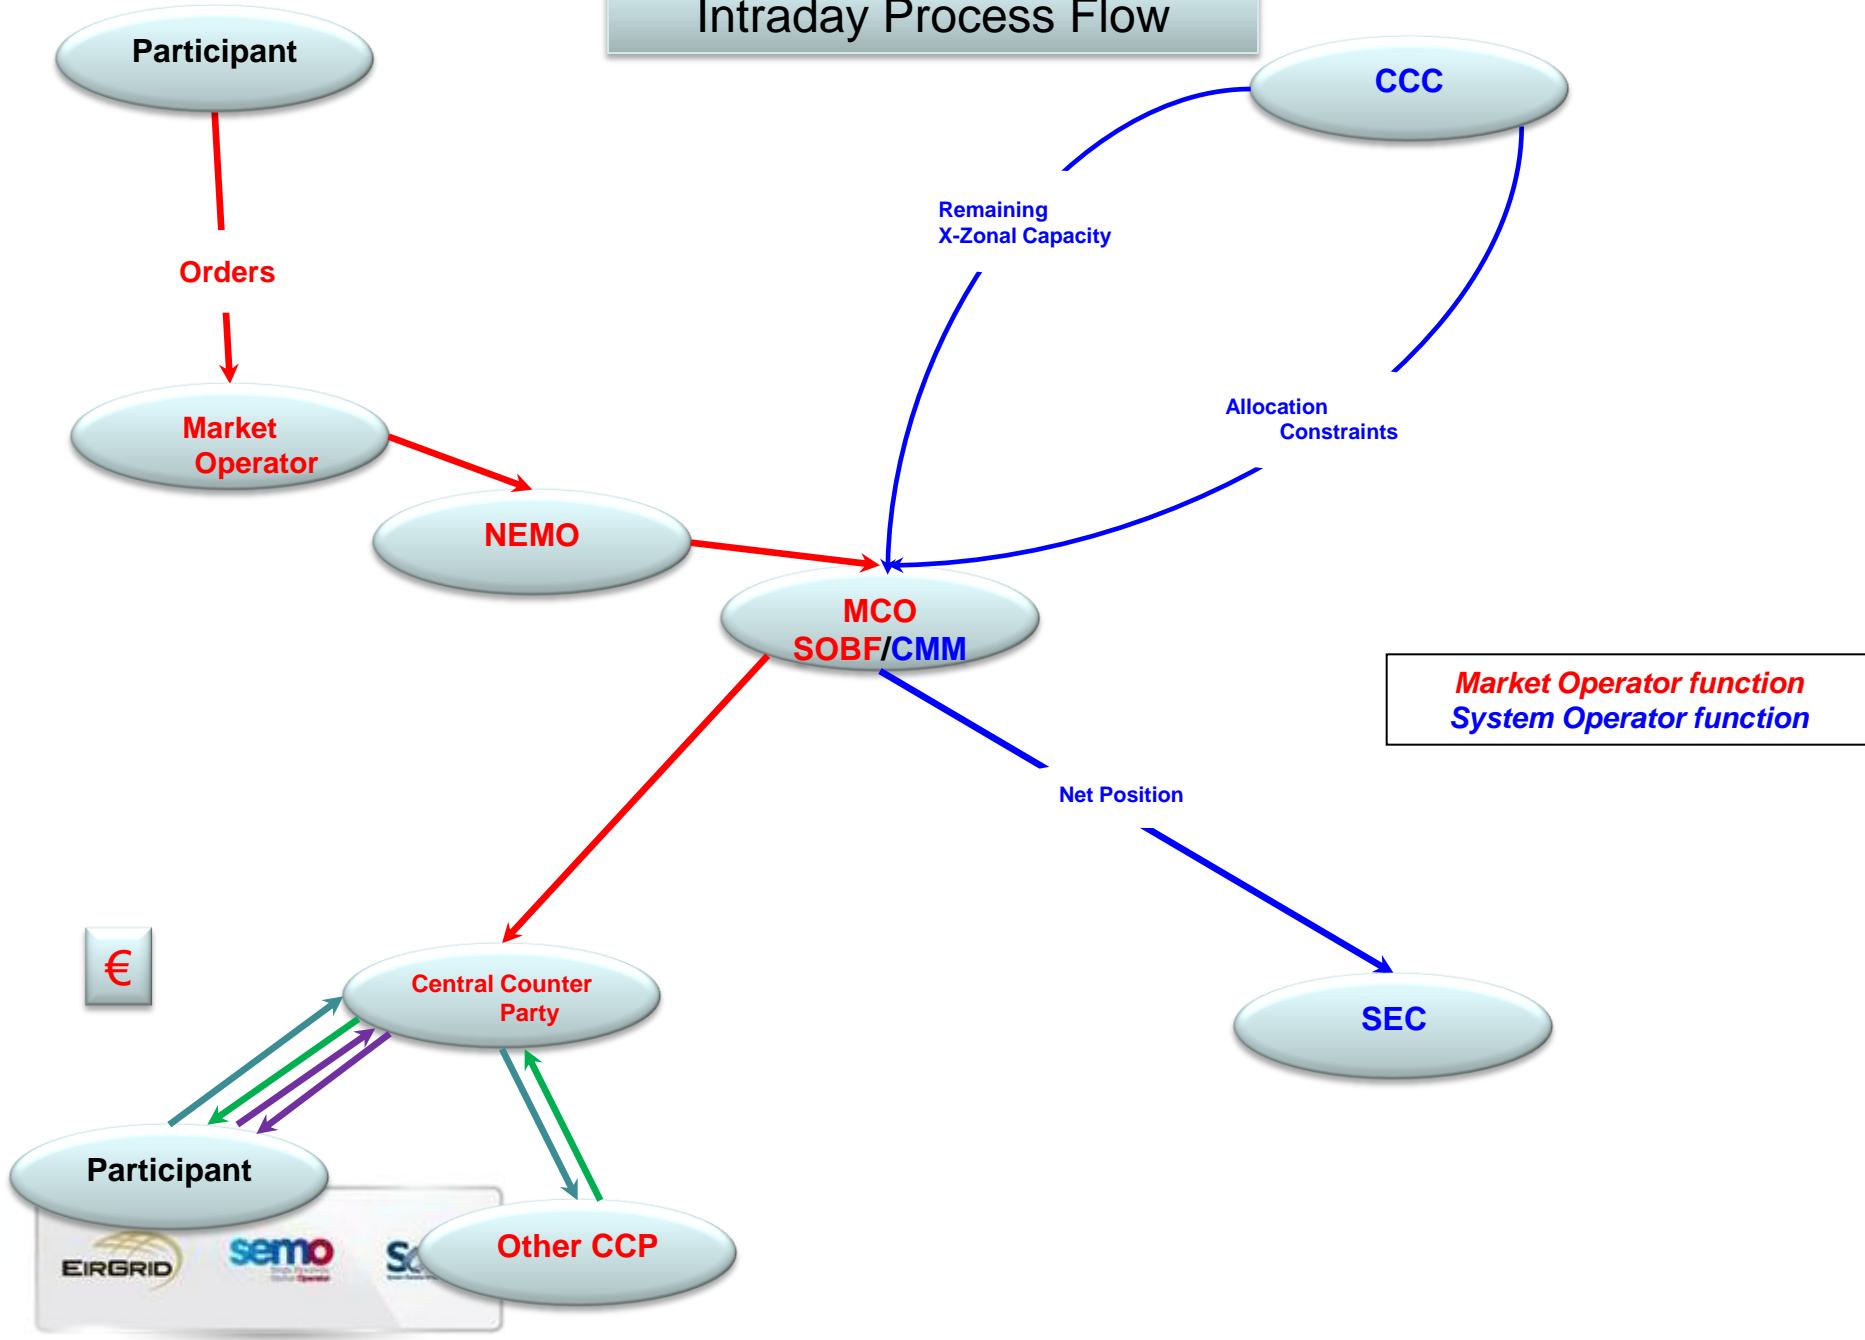 Intraday Process Flow
Participant
CCC
Remaining
X-Zonal Capacity
Orders
Allocation
Constraints
Market
Operator
NEMO
MCO
SOBF/CMM
Market Operator function
System Operator function
Net Position
€
Central Counter
Party
SEC
Participant
Other CCP
EIRGRID
semo